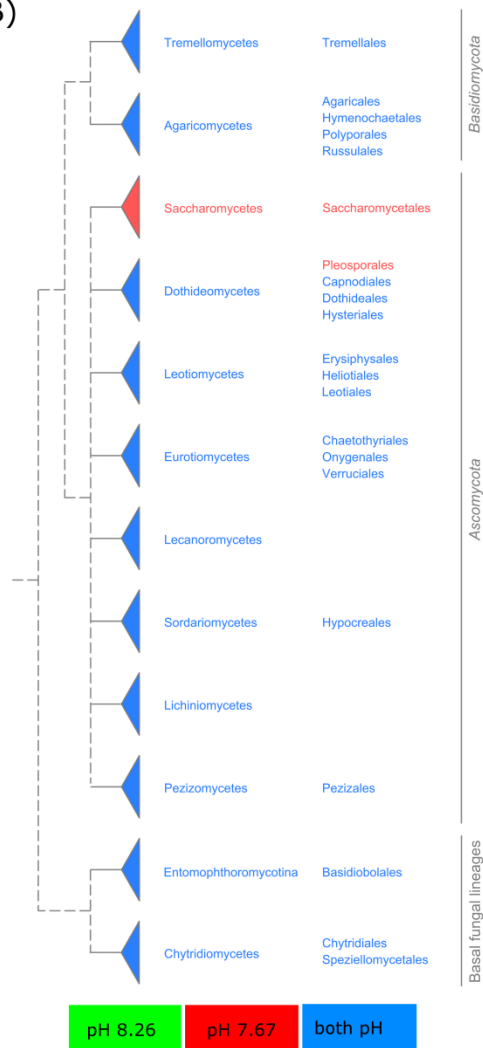 B)
Tremellomycetes Tremellales
Agaricomycetes
Agaricales
Hymenochaetales
Polyporales
Russulales
Basidiomycota
Saccharomycetes Saccharomycetales
Dothideomycetes
Pleosporales
Capnodiales
Dothideales
Hysteriales
Leotiomycetes
Erysiphysales
Heliotiales
Leotiales
Eurotiomycetes
Chaetothyriales
Onygenales
Verruciales
Lecanoromycetes
Sordariomycetes Hypocreales
Lichiniomycetes
Pezizomycetes Pezizales
Ascomycota
Entomophthoromycotina Basidiobolales
Chytridiomycetes
Chytridiales
Speziellomycetales
Basal fungal lineages
pH 8.26 pH 7.67 both pH